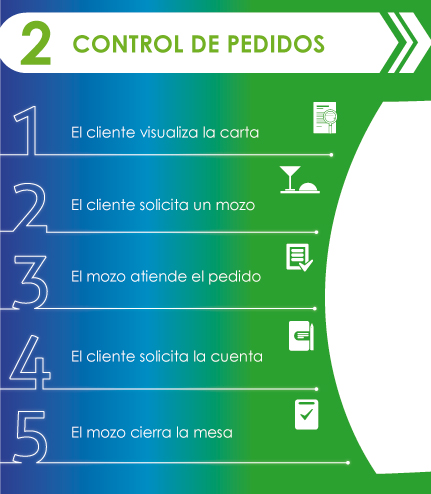 2 CONTROL DE PEDIDOS
1 El cliente visualiza la carta
2 El cliente solicita un mozo
3 El mozo atiende el pedido
4 El cliente solicita la cuenta
5 El mozo cierra la mesa